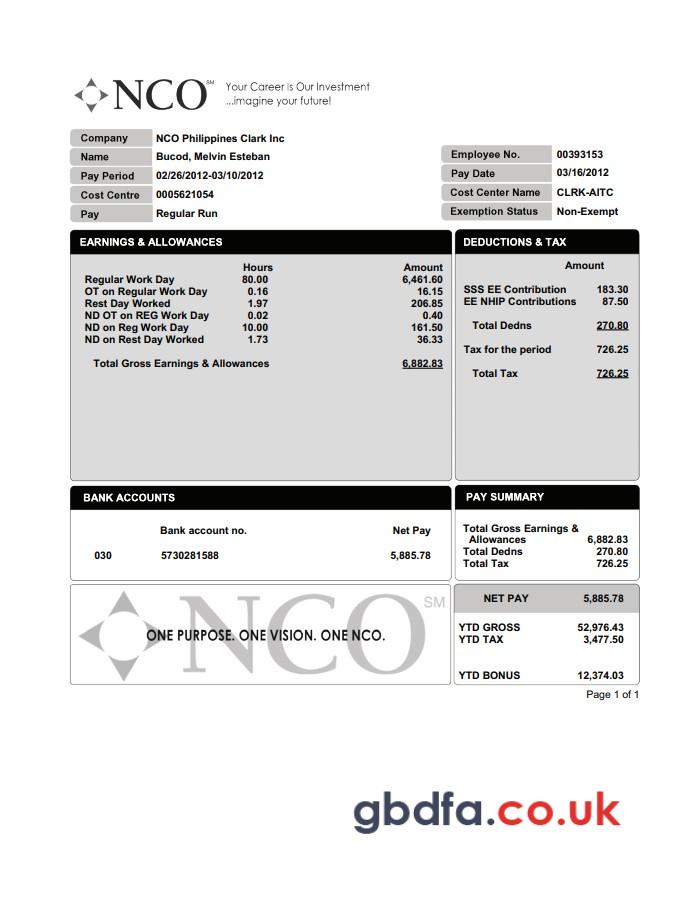 NCO SM
Your Career Is Our Investment
...imagine your future!
Company NCO Philippines Clark Inc
Name Bucod, Melvin Esteban
Employee No. 00393153
Pay Period 02/26/2012-03/10/2012
Pay Date 03/16/2012
Cost Centre 0005621054
Cost Center Name CLRK-AITC
Pay Regular Run
Exemption Status Non-Exempt
EARNINGS & ALLOWANCES
Hours Amount
Regular Work Day 80.00 6,461.60
OT on Regular Work Day 0.16 16.15
Rest Day Worked 1.97 206.85
ND OT on REG Work Day 0.02 0.40
ND on Reg Work Day 10.00 161.50
ND on Rest Day Worked 1.73 36.33
Total Gross Earnings & Allowances 6,882.83
DEDUCTIONS & TAX
Amount
SSS EE Contribution 183.30
EE NHIP Contributions 87.50
Total Dedns 270.80
Tax for the period 726.25
Total Tax 726.25
BANK ACCOUNTS
Bank account no. Net Pay
030 5730281588 5,885.78
PAY SUMMARY
Total Gross Earnings &
Allowances 6,882.83
Total Dedns 270.80
Total Tax 726.25
NCO SM
ONE PURPOSE. ONE VISION. ONE NCO.
NET PAY 5,885.78
YTD GROSS 52,976.43
YTD TAX 3,477.50
YTD BONUS 12,374.03
Page 1 of 1
gbdfa.co.uk